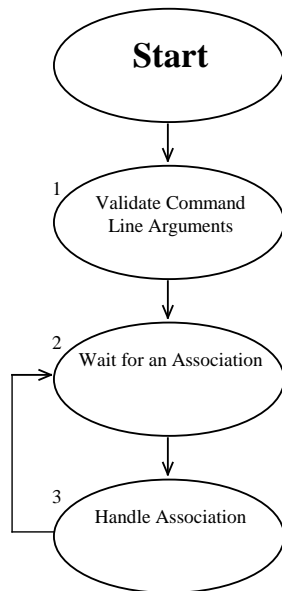 Start
1
Validate Command
Line Arguments
2
Wait for an Association
3
Handle Association